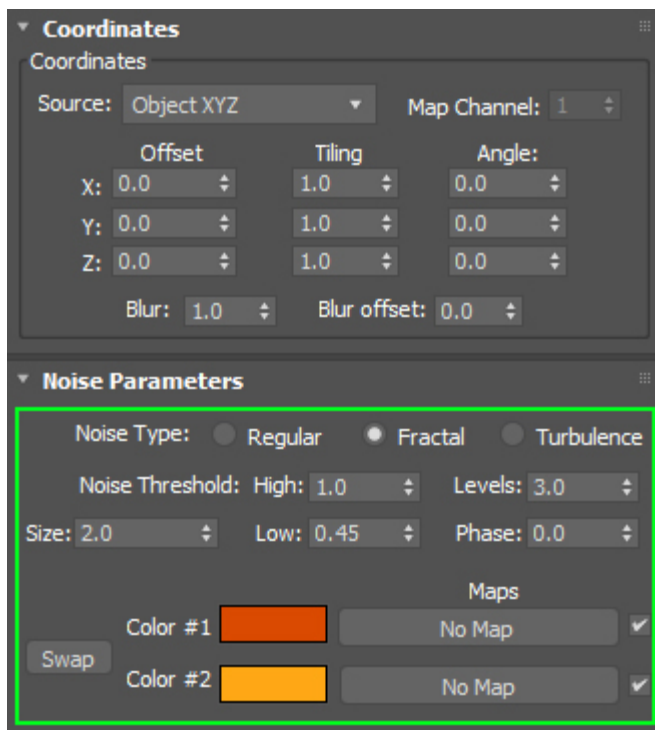 Coordinates
Coordinates
Source: Object XYZ Map Channel: 1
Offset Tiling Angle:
X: 0.0 1.0 0.0
Y: 0.0 1.0 0.0
Z: 0.0 1.0 0.0
Blur: 1.0 Blur offset: 0.0
Noise Parameters
Noise Type: Regular Fractal Turbulence
Noise Threshold: High: 1.0 Levels: 3.0
Size: 2.0 Low: 0.45 Phase: 0.0
Maps
Color #1 No Map
Swap
Color #2 No Map